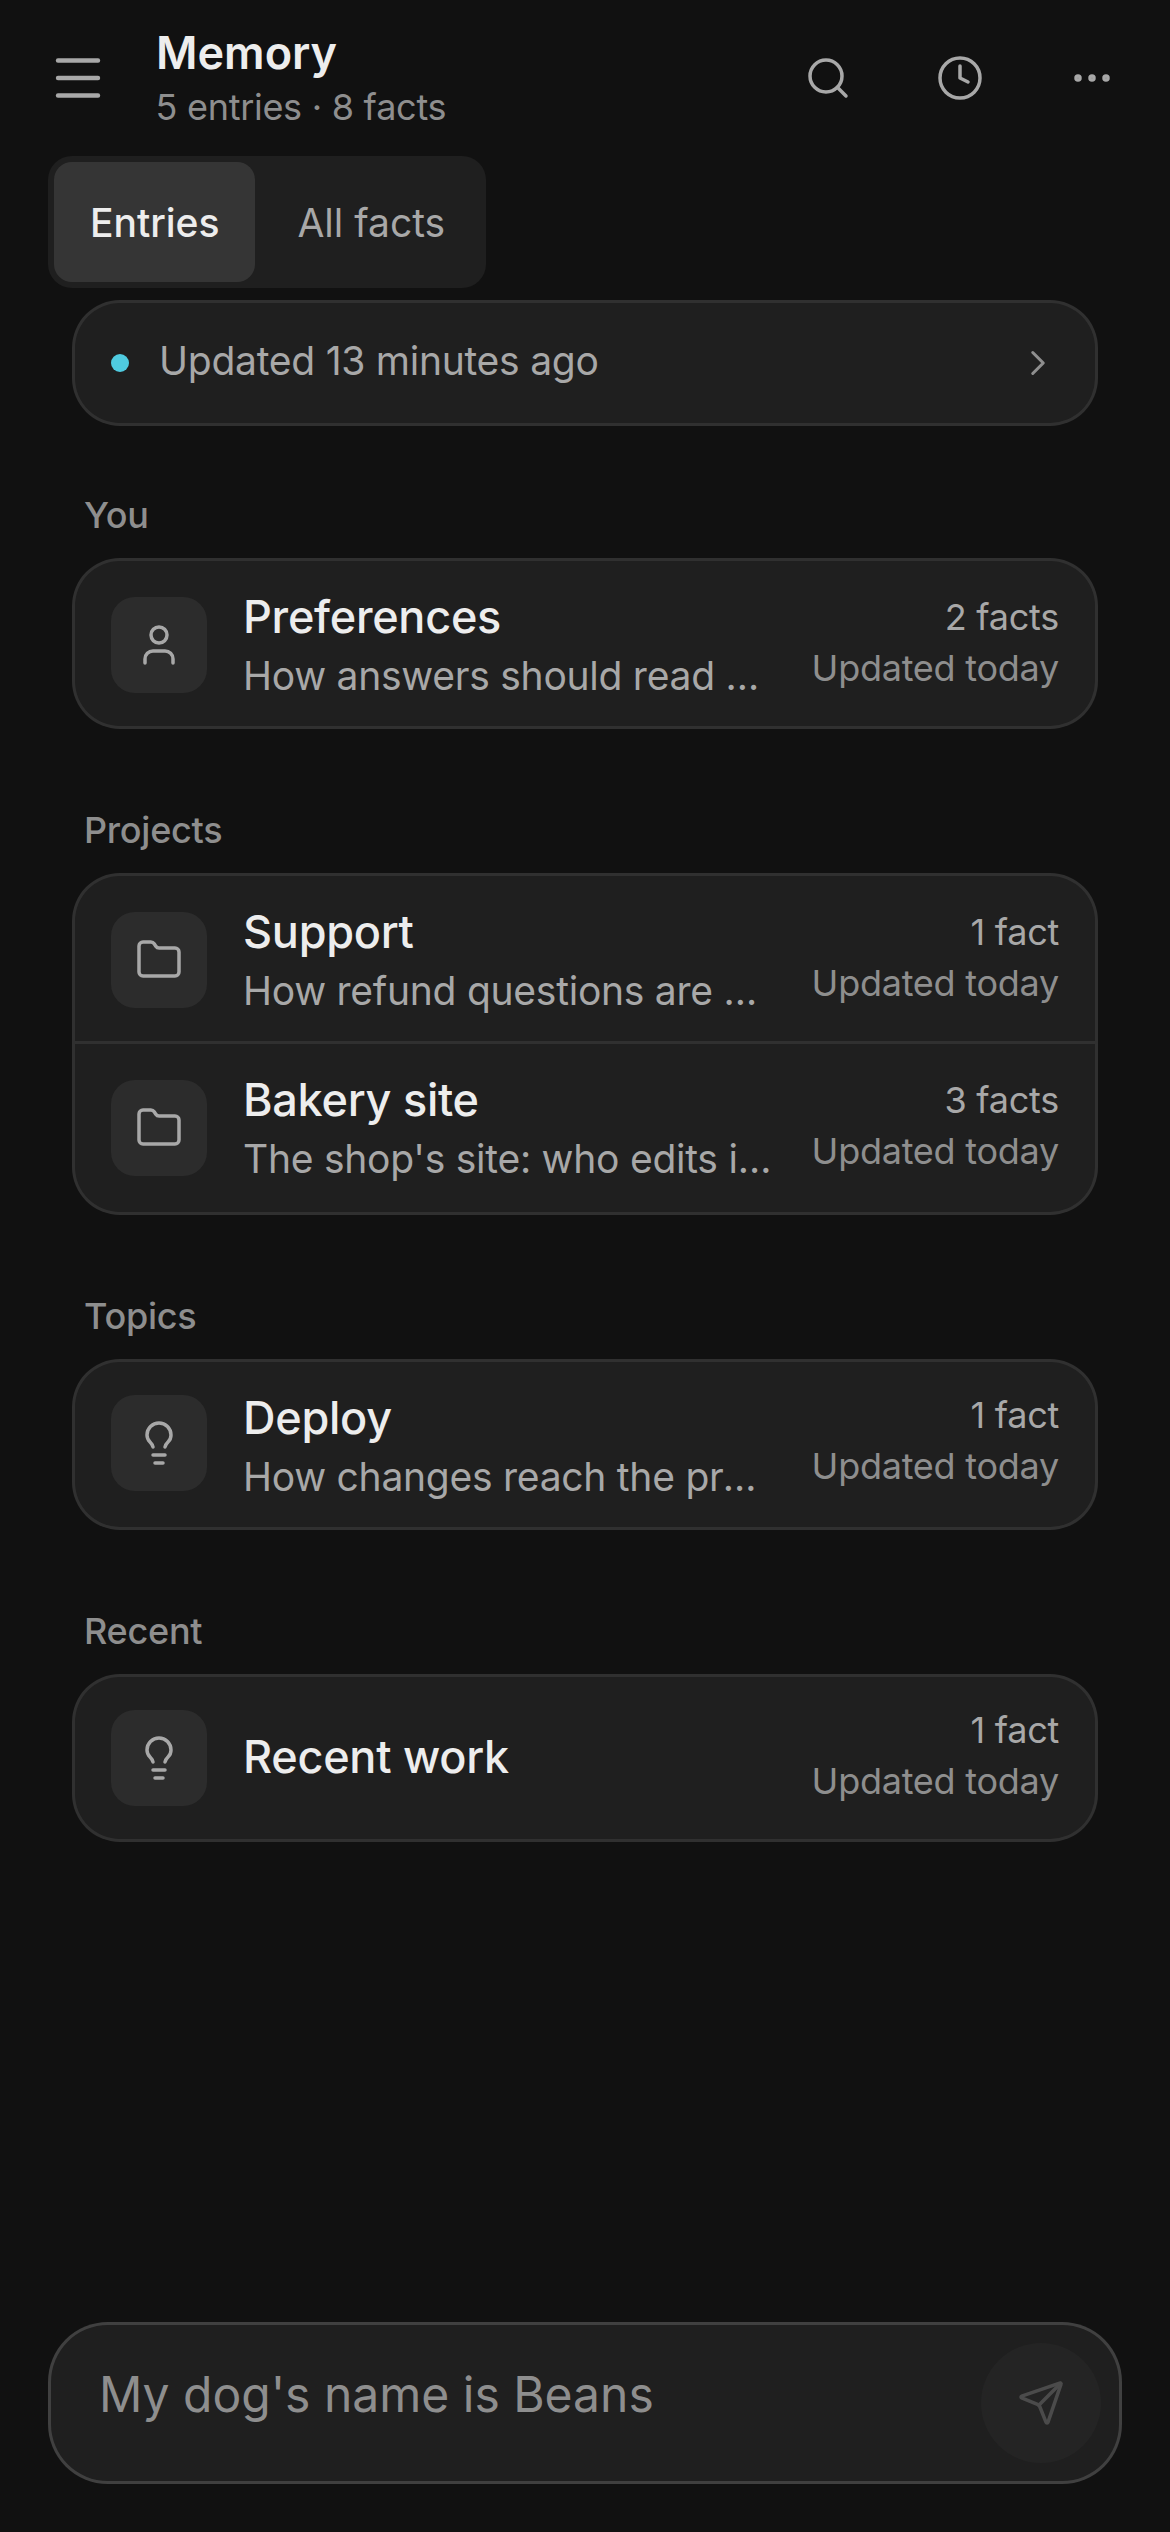 Memory
5 entries · 8 facts
Entries
All facts
Updated 13 minutes ago
You
Preferences
2 facts
How answers should read ...
Updated today
Projects
Support
1 fact
How refund questions are ...
Updated today
Bakery site
3 facts
The shop's site: who edits i...
Updated today
Topics
Deploy
1 fact
How changes reach the pr...
Updated today
Recent
Recent work
1 fact
Updated today
My dog's name is Beans